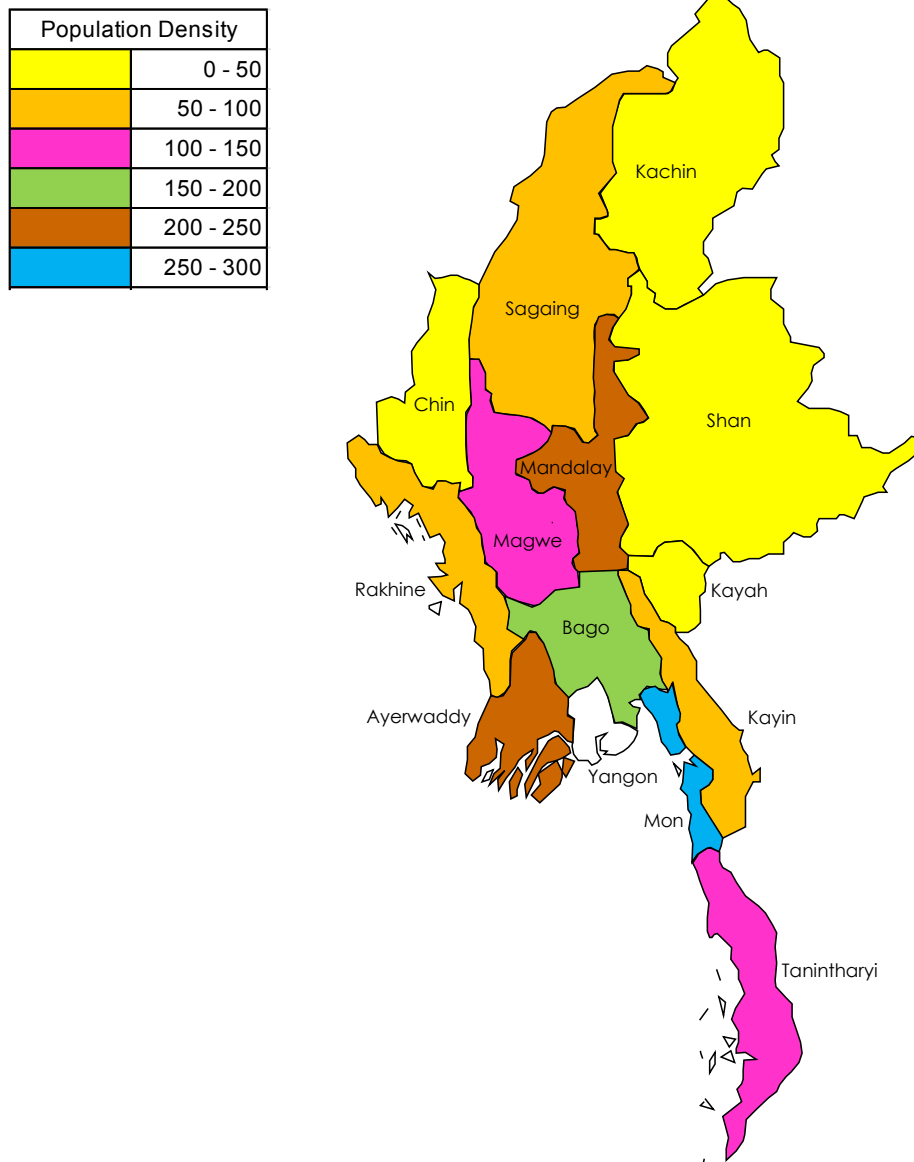 Population Density
0 - 50
50 - 100
100 - 150
150 - 200
200 - 250
250 - 300
Kachin
Sagaing
Chin
Shan
Mandalay
Magwe
Rakhine
Kayah
Bago
Ayerwaddy
Kayin
Yangon
Mon
Tanintharyi